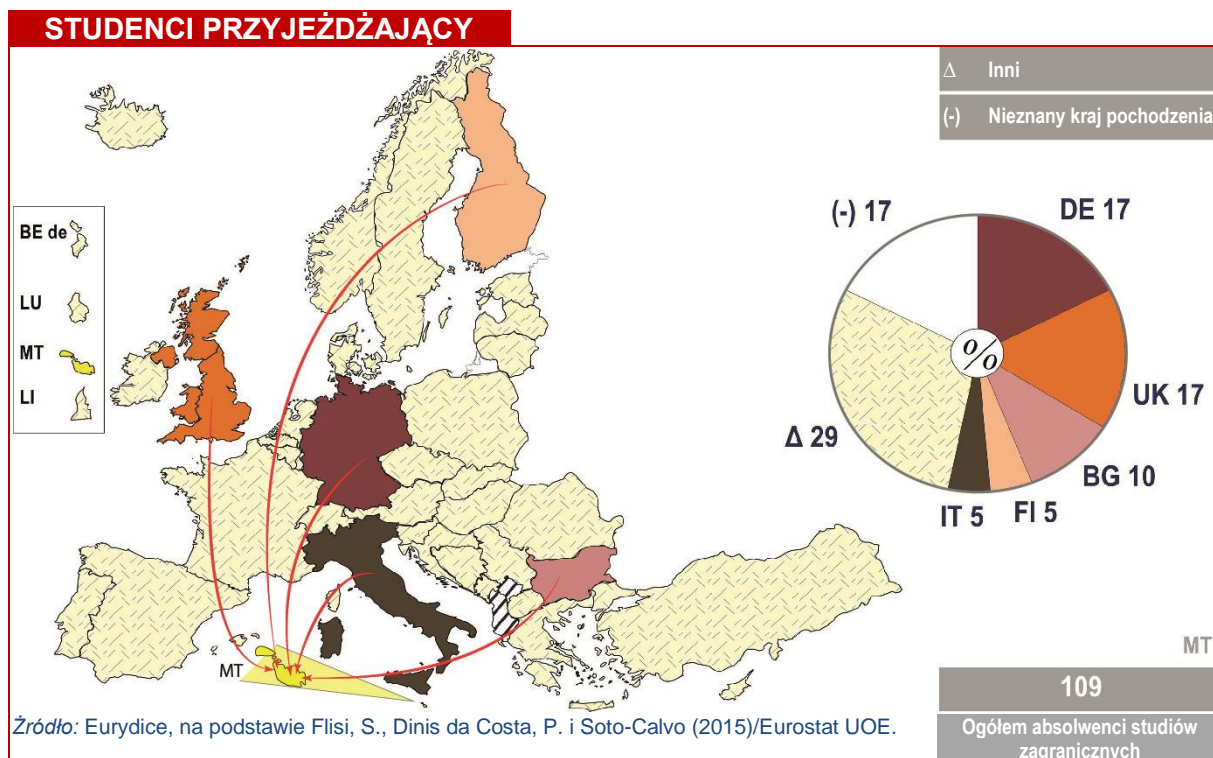 STUDENCI PRZYJEŻDŻAJĄCY
Δ Inni
(-) Nieznany kraj pochodzenia
BE de
LU
MT
LI
(-) 17
DE 17
%
UK 17
Δ 29
BG 10
IT 5
FI 5
MT
MT
109
Ogółem absolwenci studiów
zagranicznych
Źródło: Eurydice, na podstawie Flisi, S., Dinis da Costa, P. i Soto-Calvo (2015)/Eurostat UOE.